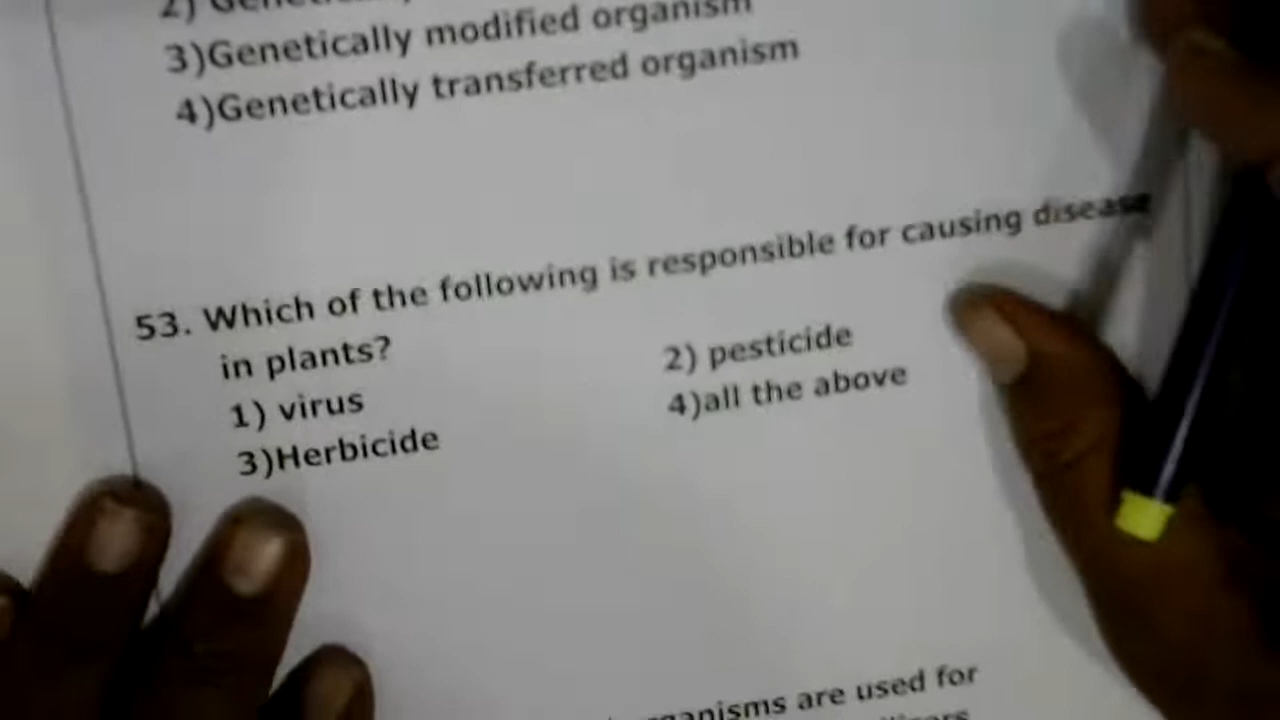 3)Genetically modified organism
4)Genetically transferred organism
53. Which of the following is responsible for causing disease
in plants?
1) virus
2) pesticide
3)Herbicide
4)all the above
are used for